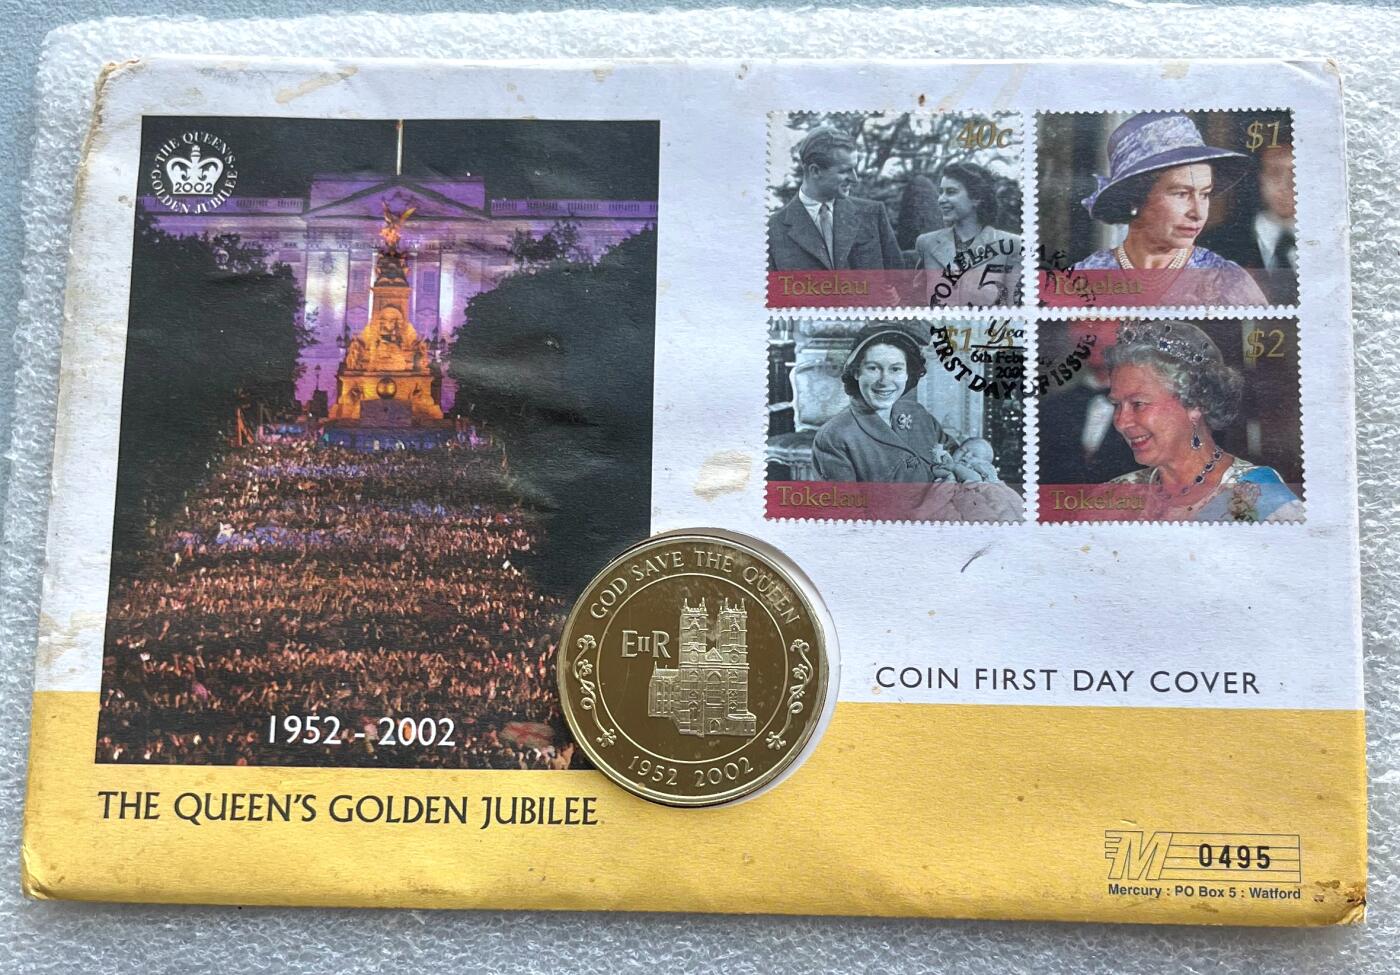 THE QUEEN'S
2002
GOLDEN JUBILEE
1952 - 2002
THE QUEEN'S GOLDEN JUBILEE
40c
Tokelau
$1
Tokelau
Tokelau
$2
Tokelau
TOKELAU
50
6th
FIRST DAY OF ISSUE
GOD SAVE THE QUEEN
EIIR
1952 2002
COIN FIRST DAY COVER
M 0495
Mercury : PO Box 5 : Watford